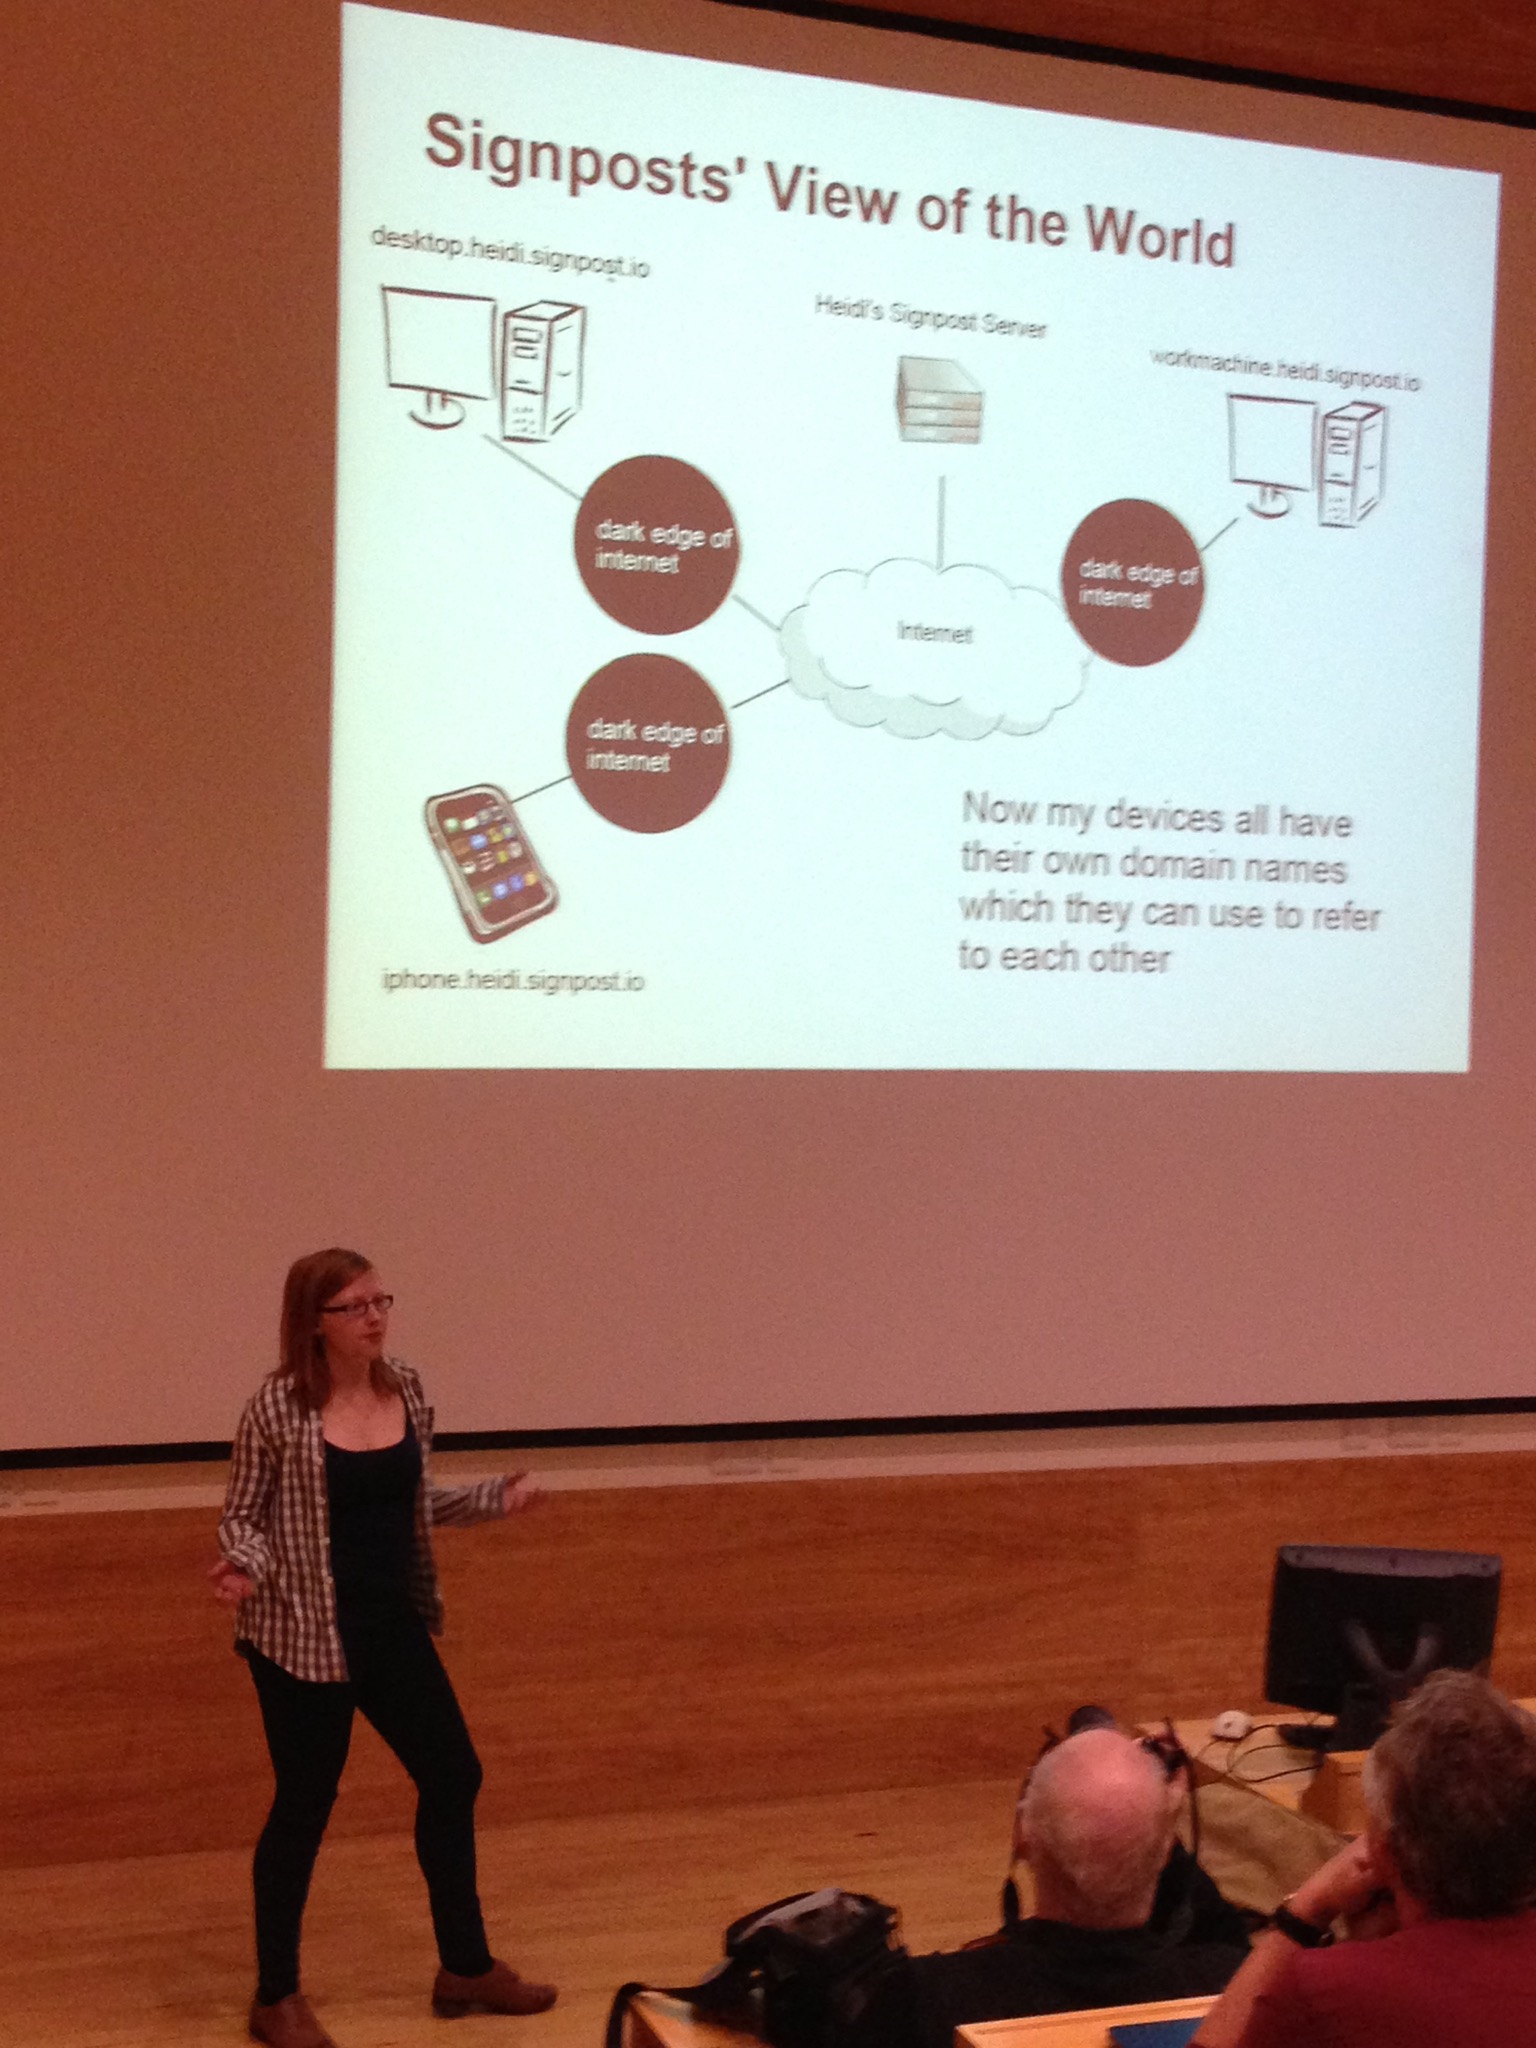 Signposts' View of the World
desktop.heidi.signpost.io
Heidi's Signpost Server
workmachine.heidi.signpost.io
dark edge of
internet
dark edge of
internet
Internet
dark edge of
internet
Now my devices all have
their own domain names
which they can use to refer
to each other
iphone.heidi.signpost.io